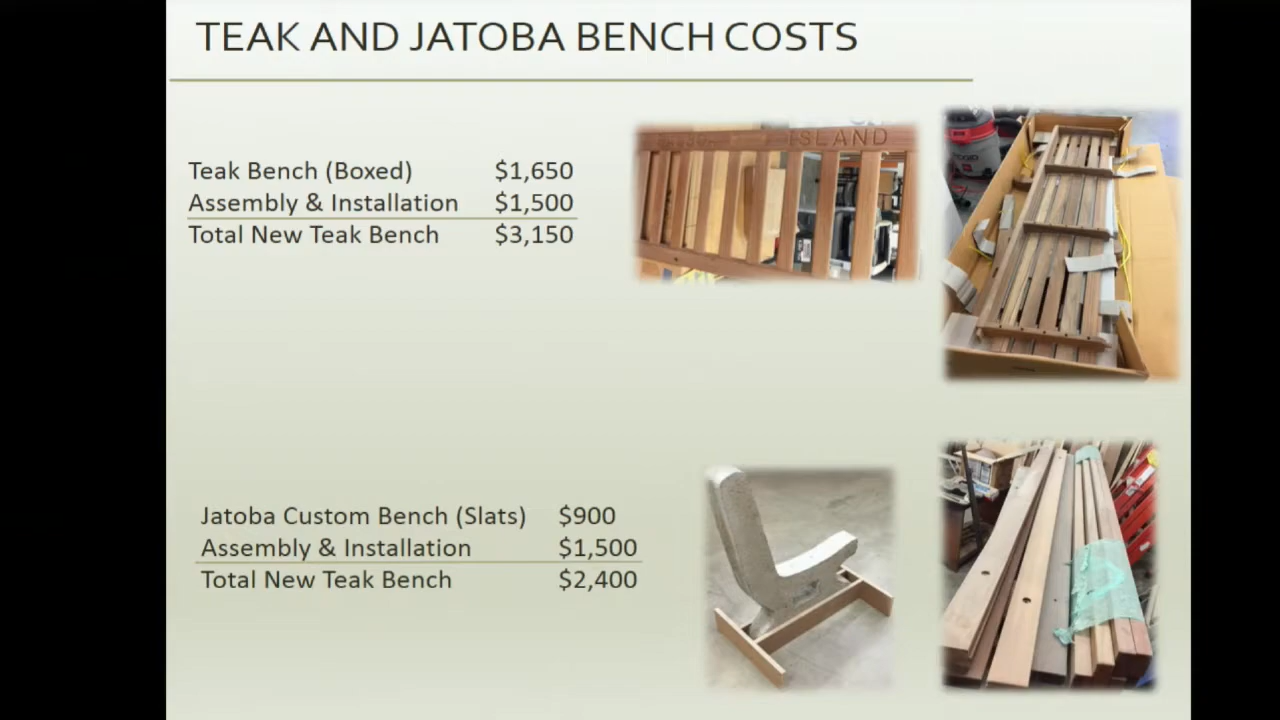 TEAK AND JATOBA BENCH COSTS
Teak Bench (Boxed) $1,650
Assembly & Installation $1,500
Total New Teak Bench $3,150
ISLAND
Jatoba Custom Bench (Slats) $900
Assembly & Installation $1,500
Total New Teak Bench $2,400